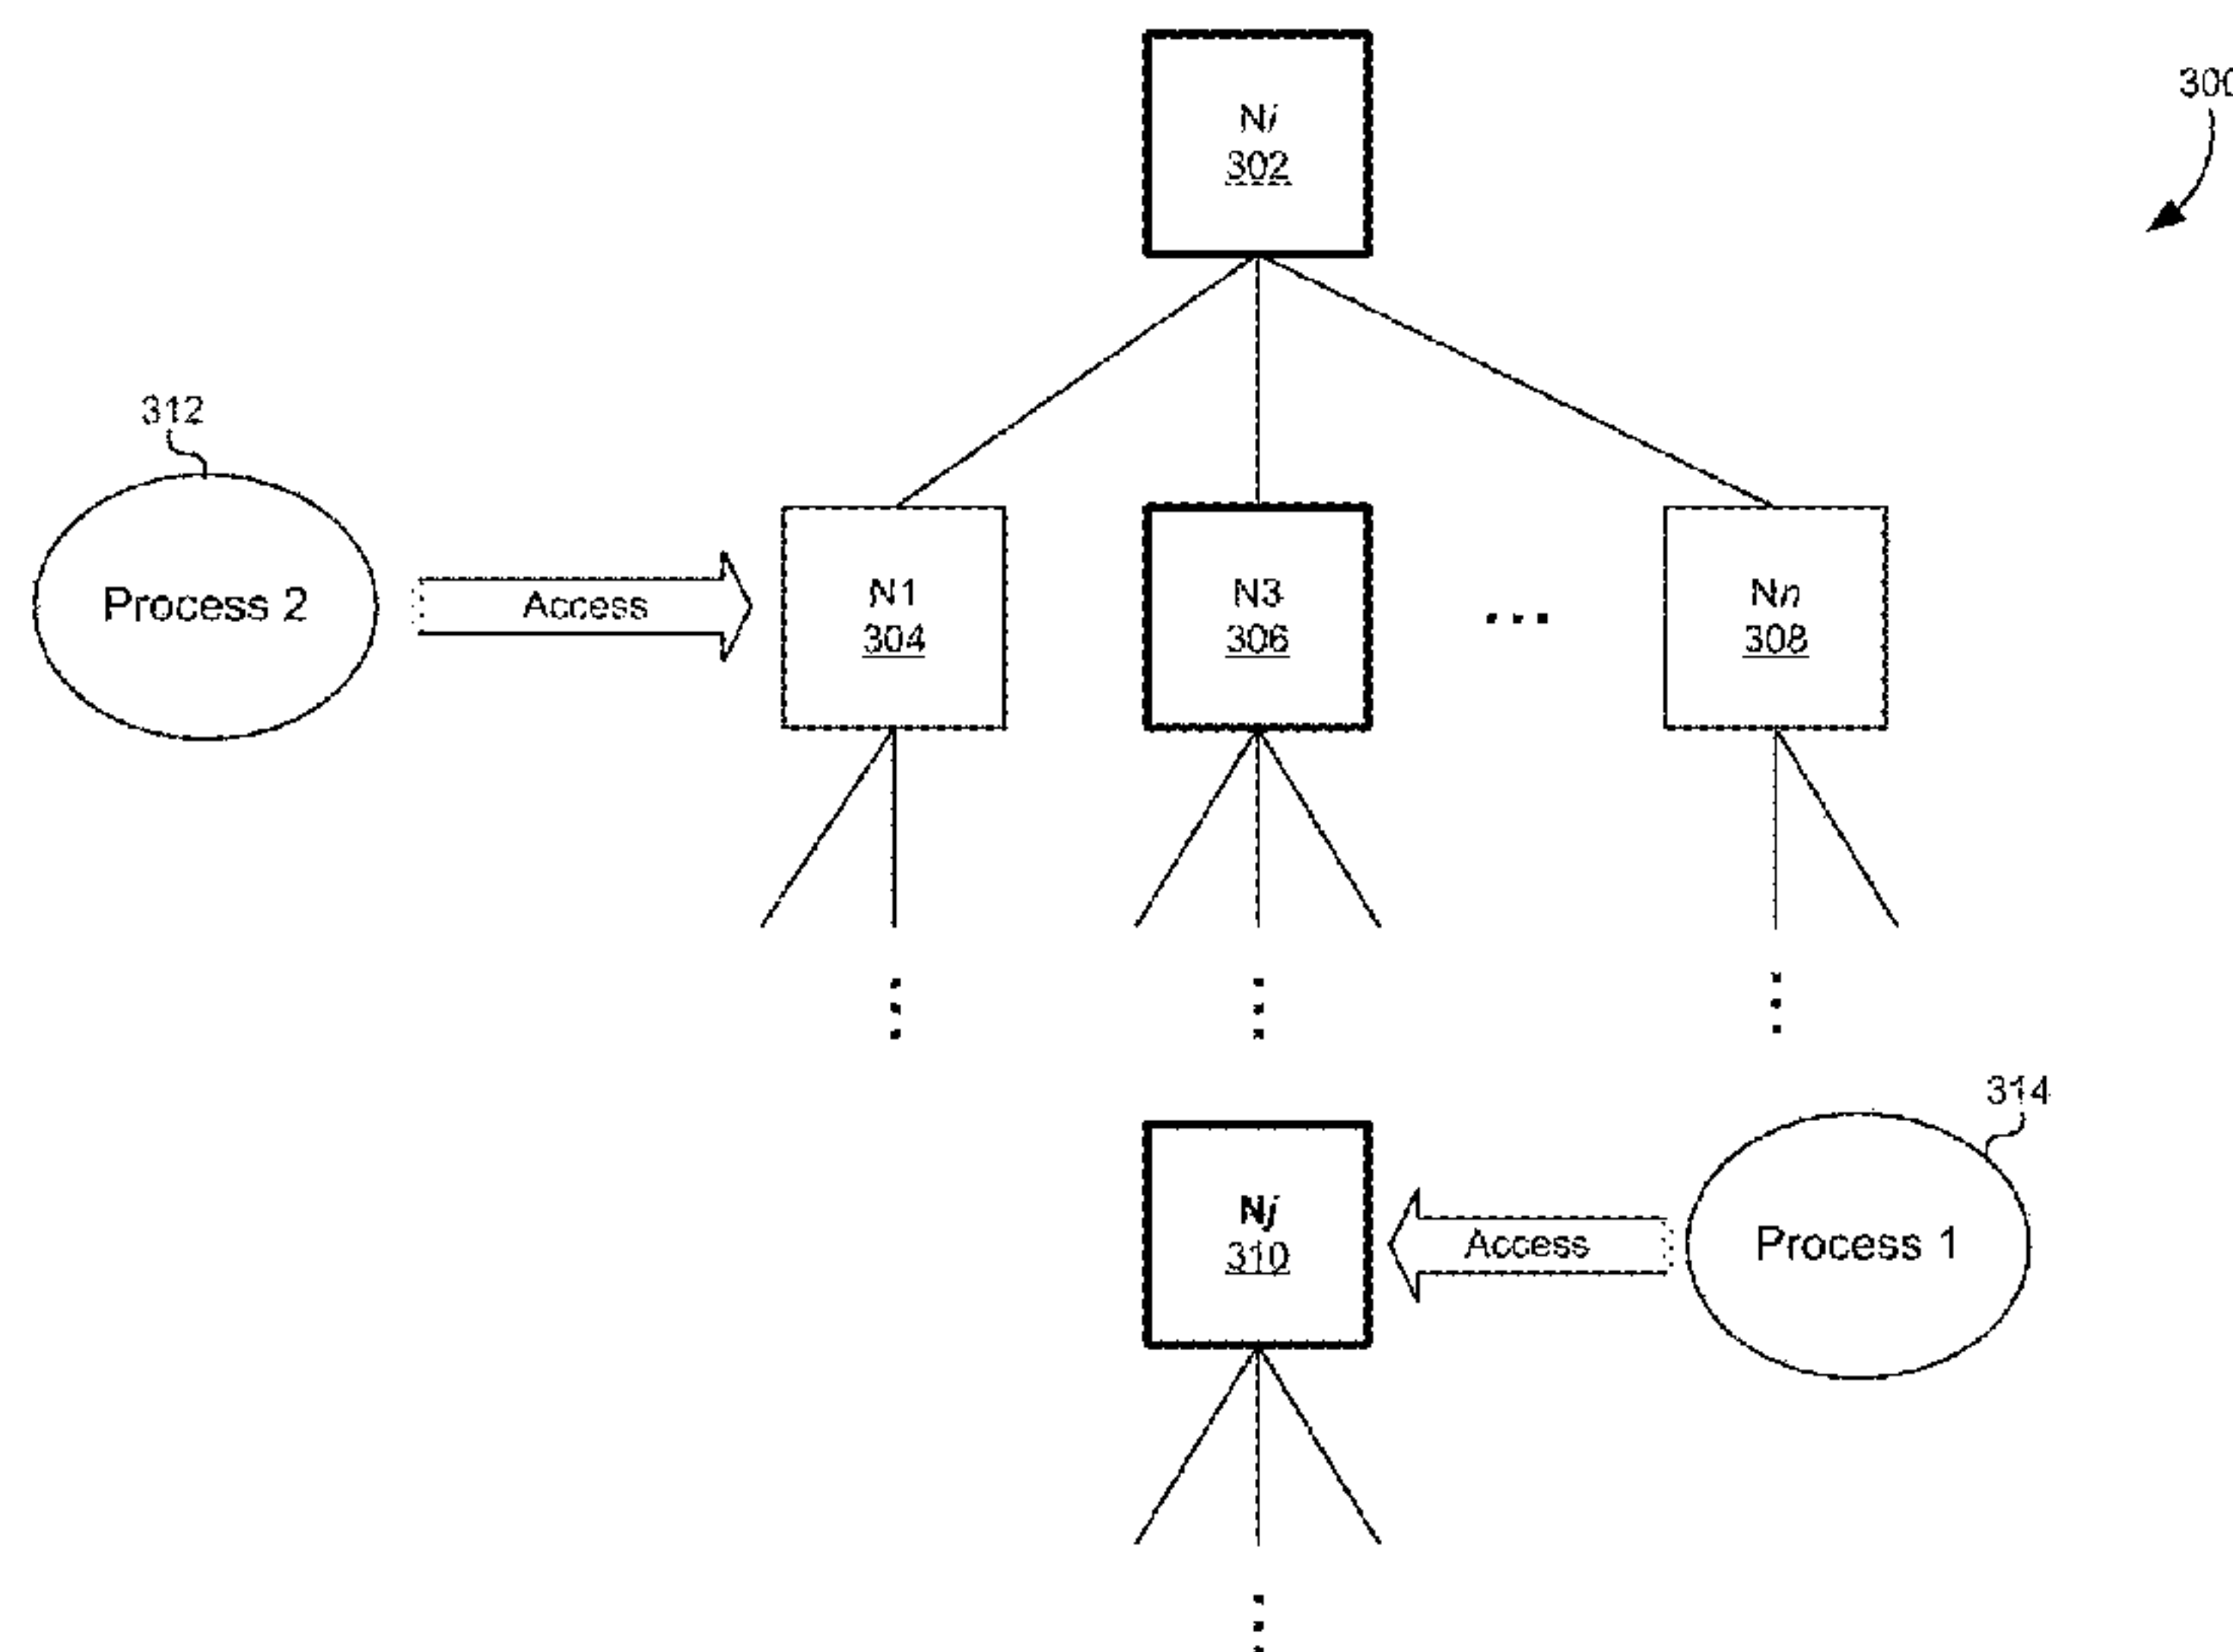 Ni
302
300
312
Process 2
Access
N1
304
N3
306
...
Nn
308
314
Nj
310
Access
Process 1